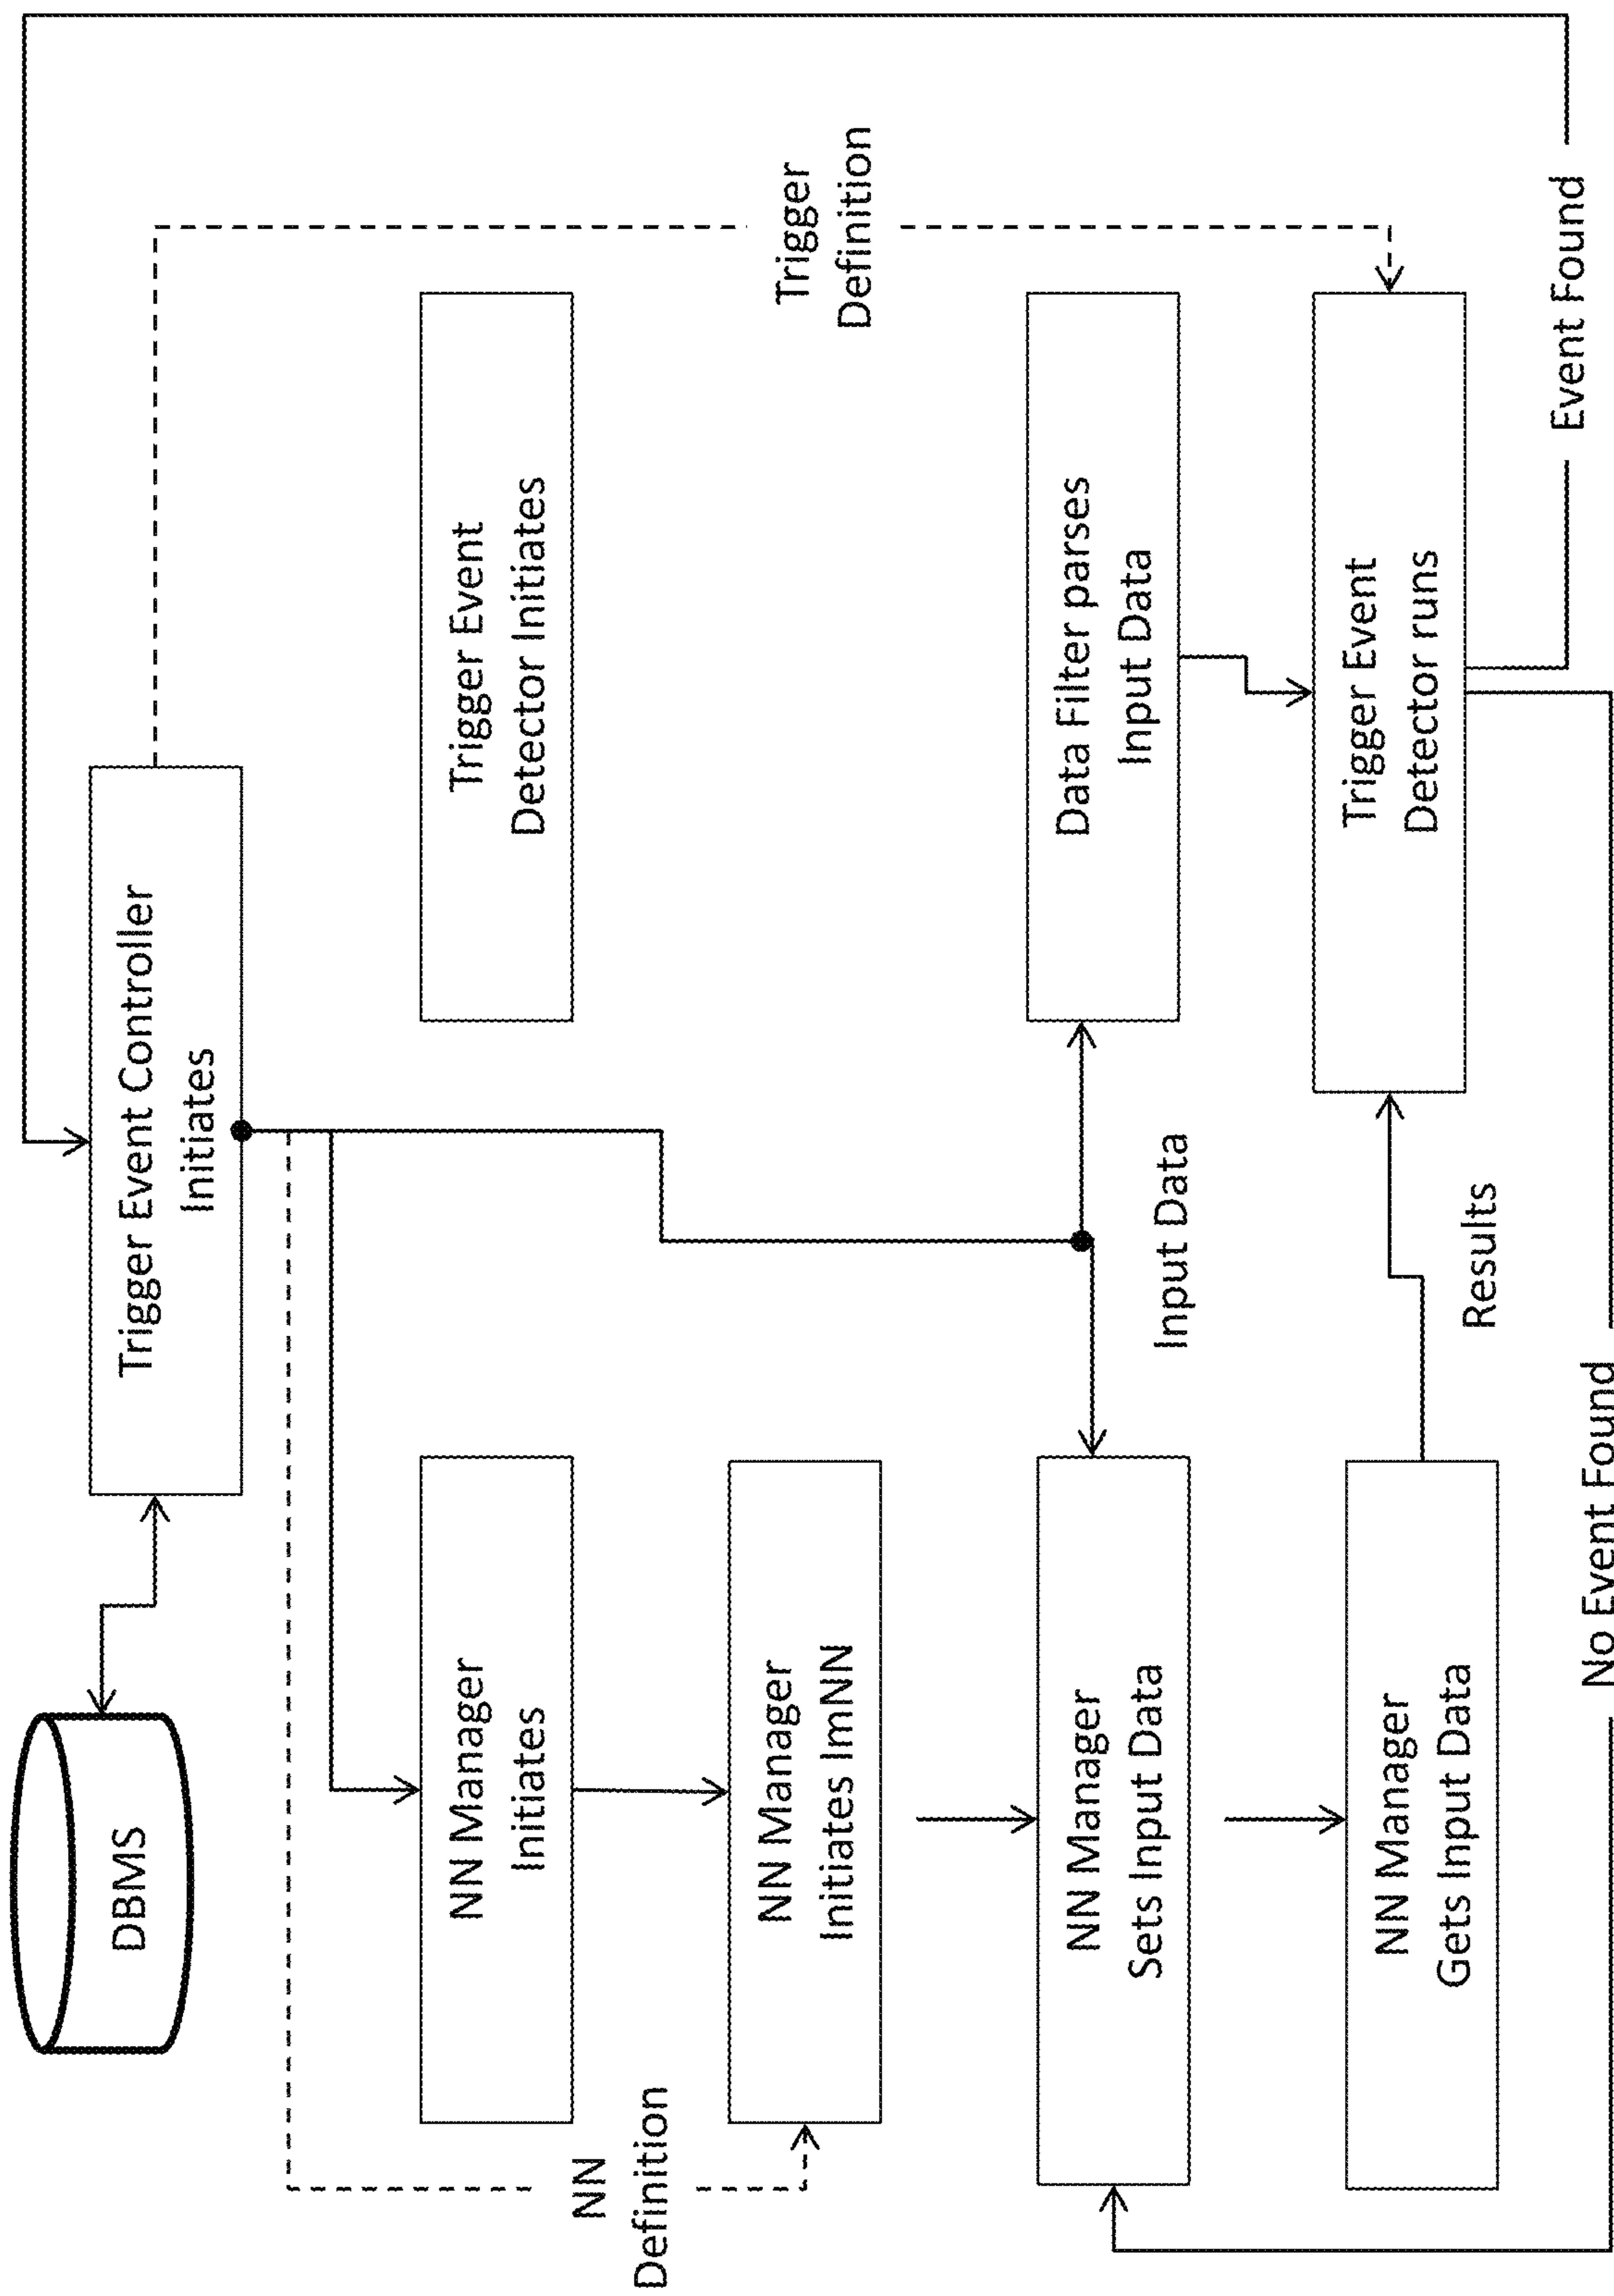 DBMS
Trigger Event Controller
Initiates
NN Manager
Initiates
Trigger Event
Detector Initiates
NN
Definition
NN Manager
Initiates ImNN
Trigger
Definition
NN Manager
Sets Input Data
Input Data
Data Filter parses
Input Data
NN Manager
Gets Input Data
Results
Trigger Event
Detector runs
No Event Found
Event Found